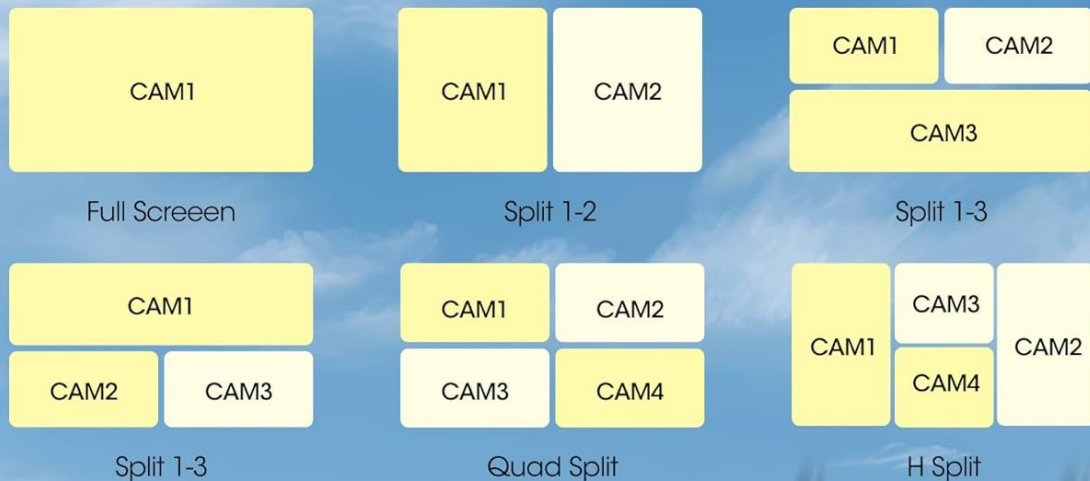 CAM1
Full Screeen
CAM1 CAM2
Split 1-2
CAM1 CAM2
CAM3
Split 1-3
CAM1
CAM2 CAM3
Split 1-3
CAM1 CAM2
CAM3 CAM4
Quad Split
CAM1 CAM3 CAM2
CAM4
H Split